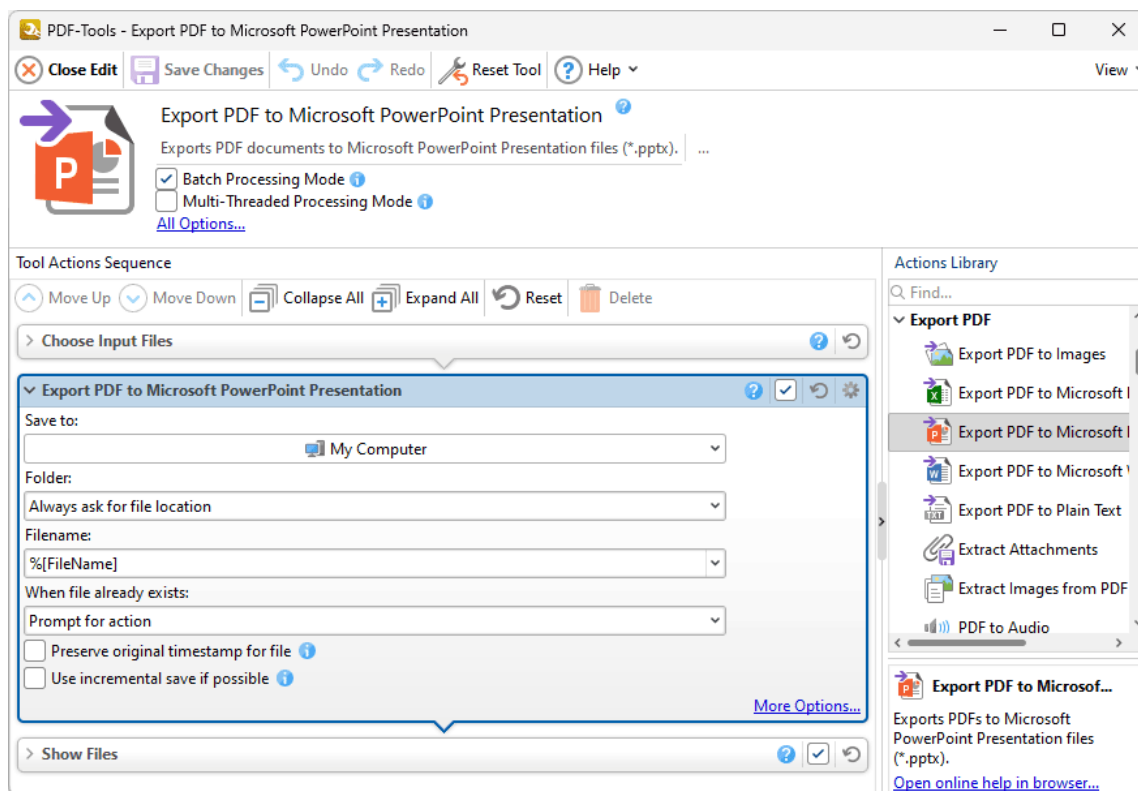 PDF-Tools - Export PDF to Microsoft PowerPoint Presentation
Close Edit Save Changes Undo Redo Reset Tool ? Help View
Export PDF to Microsoft PowerPoint Presentation ?
Exports PDF documents to Microsoft PowerPoint Presentation files (*.pptx). ...
Batch Processing Mode
Multi-Threaded Processing Mode
All Options...
Tool Actions Sequence
Move Up Move Down Collapse All Expand All Reset Delete
Choose Input Files ?
Export PDF to Microsoft PowerPoint Presentation ?
Save to:
My Computer
Folder:
Always ask for file location
Filename:
%[FileName]
When file already exists:
Prompt for action
Preserve original timestamp for file
Use incremental save if possible
More Options...
Show Files ?
Actions Library
Find...
Export PDF
Export PDF to Images
Export PDF to Microsoft
Export PDF to Microsoft
Export PDF to Microsoft
Export PDF to Plain Text
Extract Attachments
Extract Images from PDF
PDF to Audio
Export PDF to Microsof...
Exports PDFs to Microsoft
PowerPoint Presentation files
(*.pptx).
Open online help in browser...